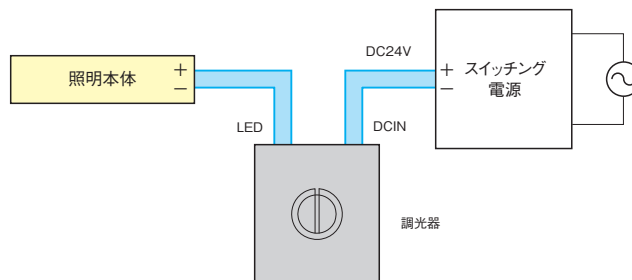 DC24V
照明本体
+
−
+
−
スイッチング
電源
LED
DCIN
調光器